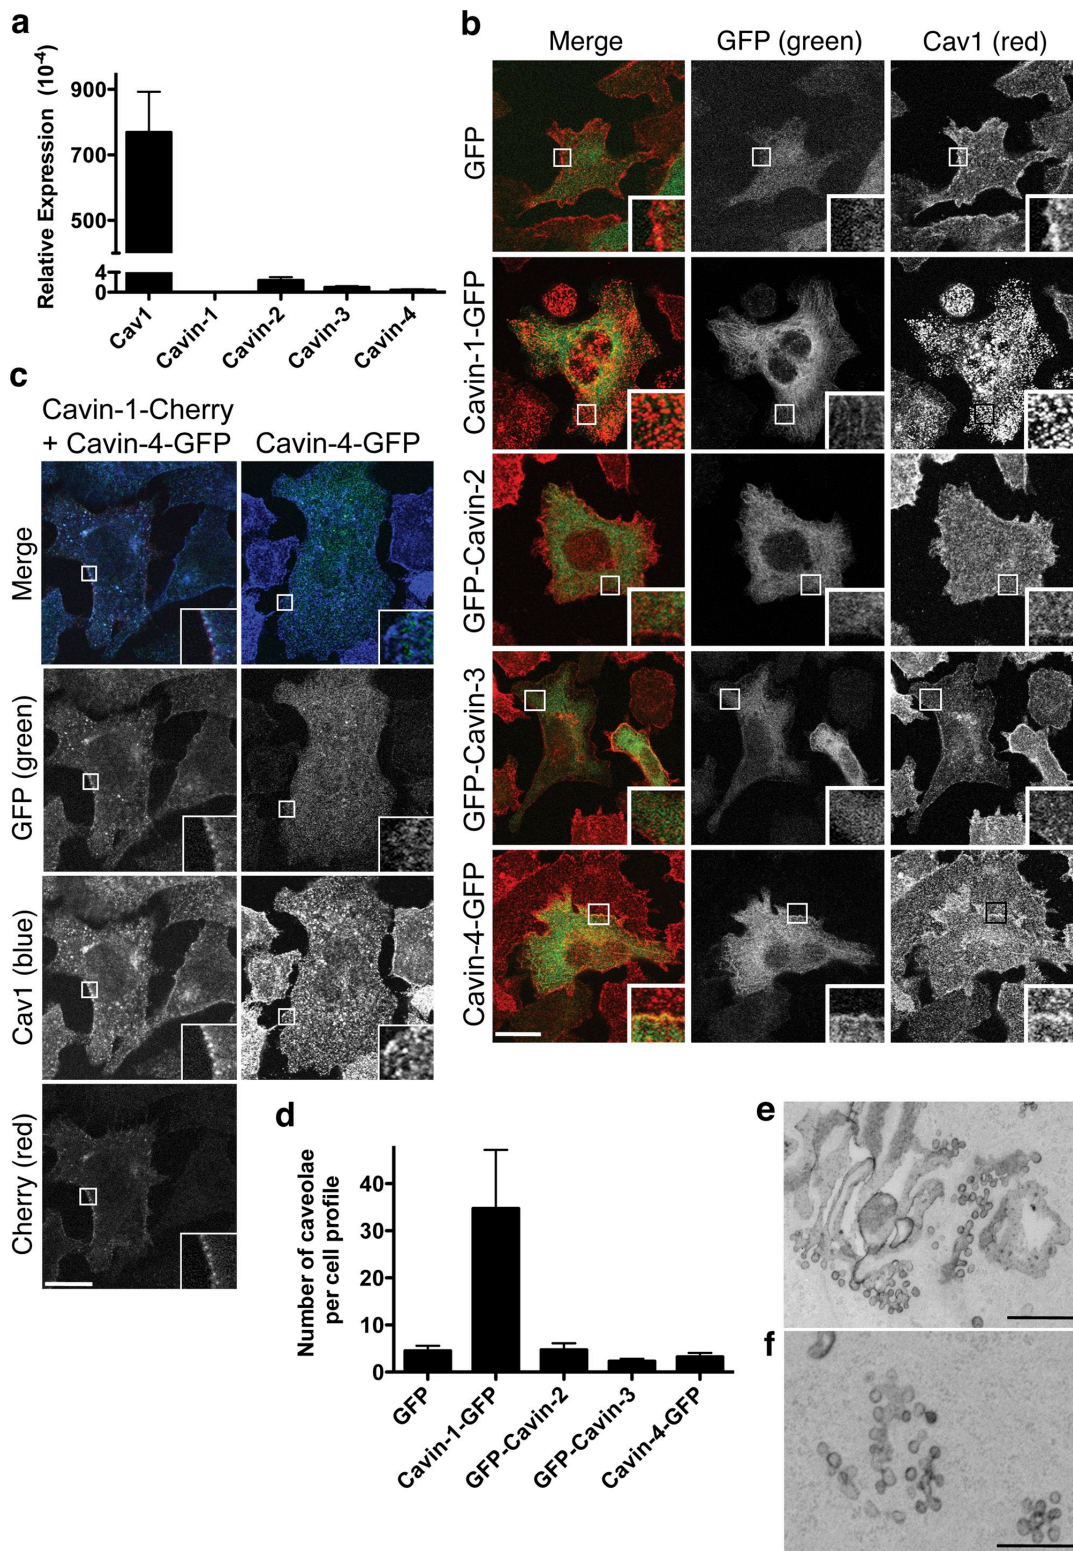 a
Relative Expression (10-4)
900
700
500
4
0
Cav1
Cavin-1
Cavin-2
Cavin-3
Cavin-4
b
Merge
GFP (green)
Cav1 (red)
GFP
Cavin-1-GFP
GFP-Cavin-2
GFP-Cavin-3
Cavin-4-GFP
c
Cavin-1-Cherry
+ Cavin-4-GFP
Cavin-4-GFP
Merge
GFP (green)
Cav1 (blue)
Cherry (red)
d
Number of caveolae
per cell profile
40
30
20
10
0
GFP
Cavin-1-GFP
GFP-Cavin-2
GFP-Cavin-3
Cavin-4-GFP
e
f